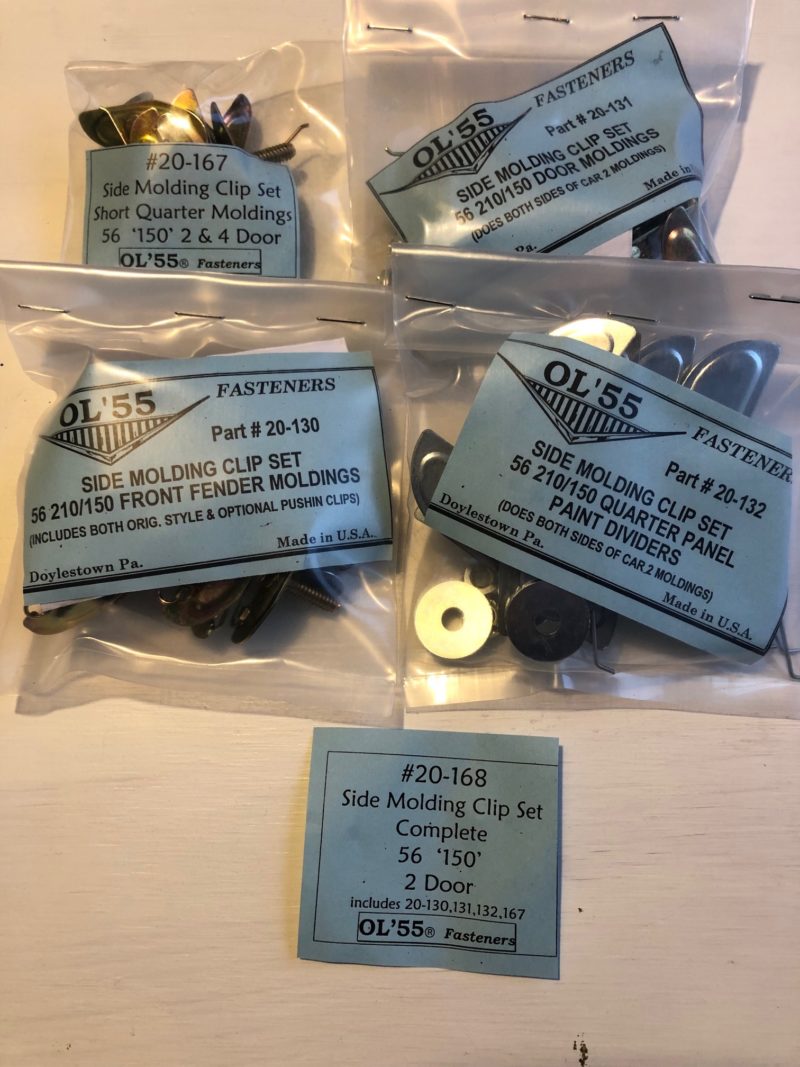 #20-167
Side Molding Clip Set
Short Quarter Moldings
56 '150' 2 & 4 Door
OL'55® Fasteners
OL'55 FASTENERS
Part # 20-131
SIDE MOLDING CLIP SET
56 210/150 DOOR MOLDINGS
(DOES BOTH SIDES OF CAR 2 MOLDINGS)
Pa. Made in
OL'55 FASTENERS
Part # 20-130
SIDE MOLDING CLIP SET
56 210/150 FRONT FENDER MOLDINGS
(INCLUDES BOTH ORIG. STYLE & OPTIONAL PUSHIN CLIPS)
Doylestown Pa. Made in U.S.A.
OL'55 FASTENER
Part # 20-132
SIDE MOLDING CLIP SET
56 210/150 QUARTER PANEL
PAINT DIVIDERS
(DOES BOTH SIDES OF CAR 2 MOLDINGS)
Doylestown Pa. Made in U.S.A.
#20-168
Side Molding Clip Set
Complete
56 '150'
2 Door
includes 20-130,131,132,167
OL'55® Fasteners